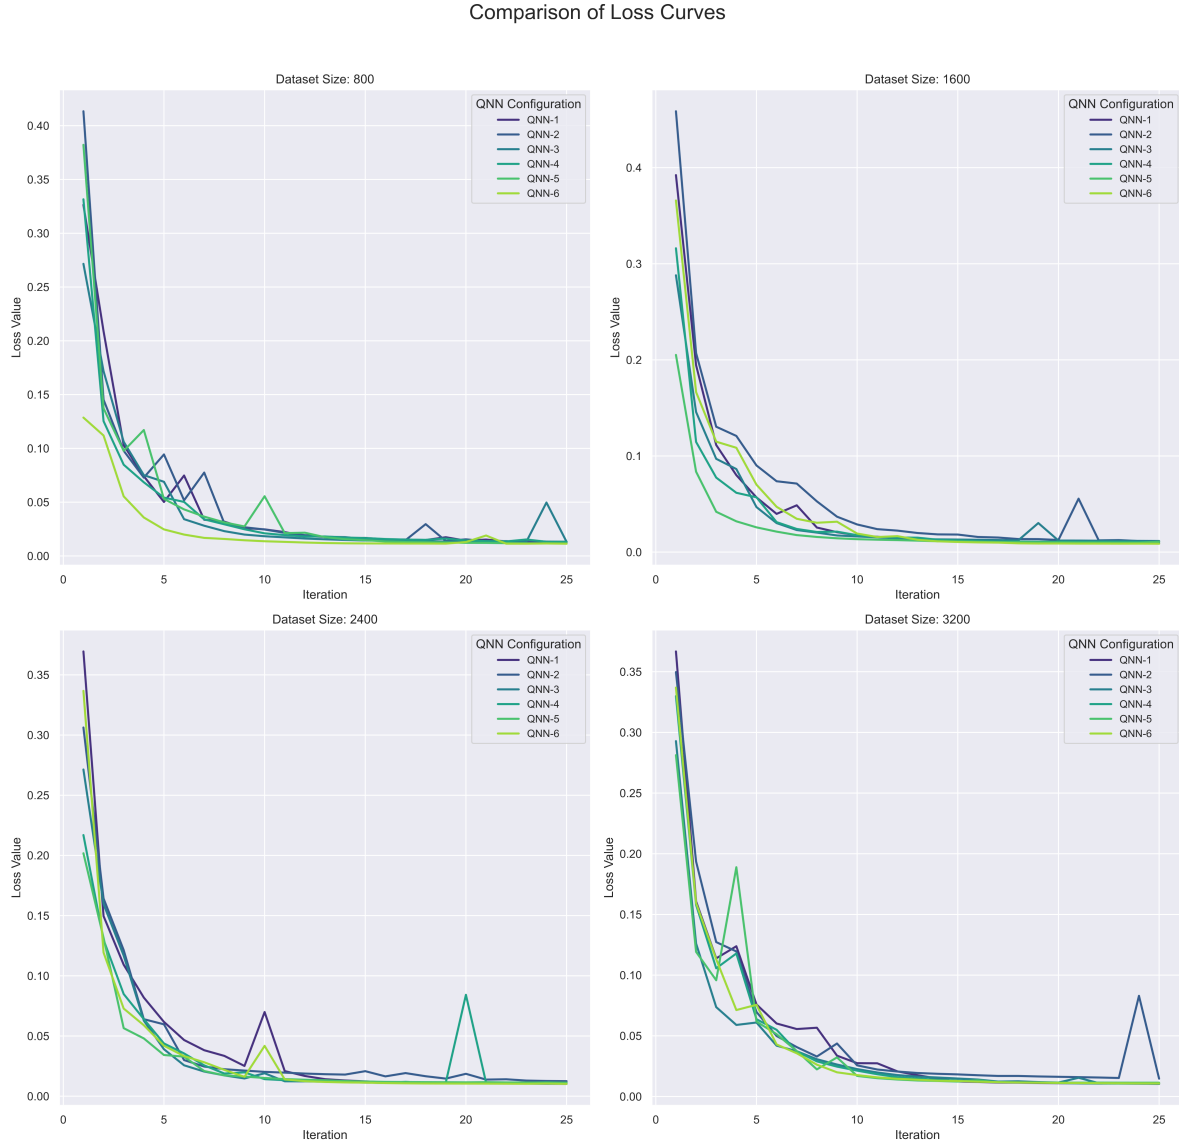 Comparison of Loss Curves
Dataset Size: 800
QNN Configuration
QNN-1
QNN-2
QNN-3
QNN-4
QNN-5
QNN-6
Loss Value
0.40
0.35
0.30
0.25
0.20
0.15
0.10
0.05
0.00
0 5 10 15 20 25
Iteration
Dataset Size: 1600
QNN Configuration
QNN-1
QNN-2
QNN-3
QNN-4
QNN-5
QNN-6
Loss Value
0.4
0.3
0.2
0.1
0.0
0 5 10 15 20 25
Iteration
Dataset Size: 2400
QNN Configuration
QNN-1
QNN-2
QNN-3
QNN-4
QNN-5
QNN-6
Loss Value
0.35
0.30
0.25
0.20
0.15
0.10
0.05
0.00
0 5 10 15 20 25
Iteration
Dataset Size: 3200
QNN Configuration
QNN-1
QNN-2
QNN-3
QNN-4
QNN-5
QNN-6
Loss Value
0.35
0.30
0.25
0.20
0.15
0.10
0.05
0.00
0 5 10 15 20 25
Iteration